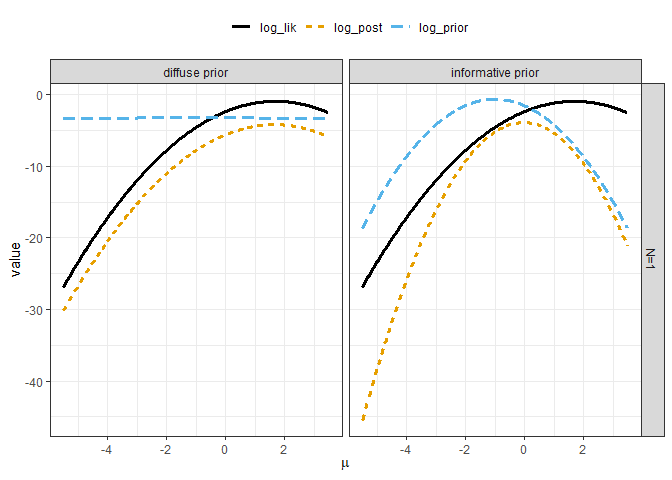 log_lik log_post log_prior
diffuse prior informative prior
0
-10
-20
-30
-40
value
N=1
-4 -2 0 2 -4 -2 0 2
μ